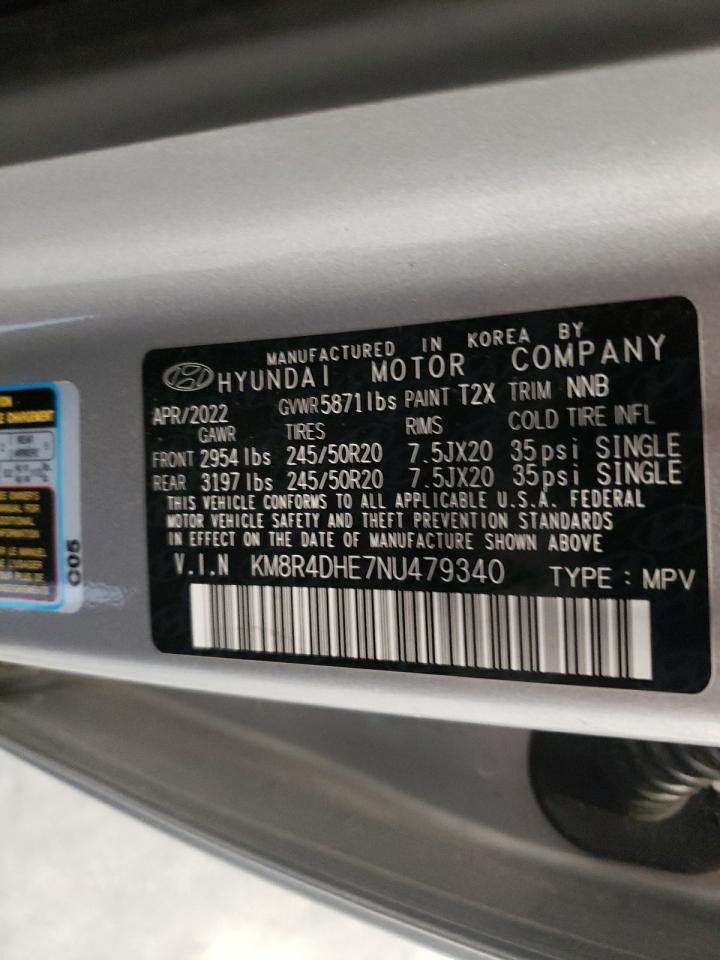 MANUFACTURED IN KOREA BY
HYUNDAI MOTOR COMPANY
APR/2022 GVWR 5871 lbs PAINT T2X TRIM NNB
GAWR TIRES RIMS COLD TIRE INFL
FRONT 2954 lbs 245/50R20 7.5JX20 35psi SINGLE
REAR 3197 lbs 245/50R20 7.5JX20 35psi SINGLE
THIS VEHICLE CONFORMS TO ALL APPLICABLE U.S.A. FEDERAL
MOTOR VEHICLE SAFETY AND THEFT PREVENTION STANDARDS
IN EFFECT ON THE DATE OF MANUFACTURE SHOWN ABOVE
V.I.N KM8R4DHE7NU479340 TYPE : MPV
REAR
C05